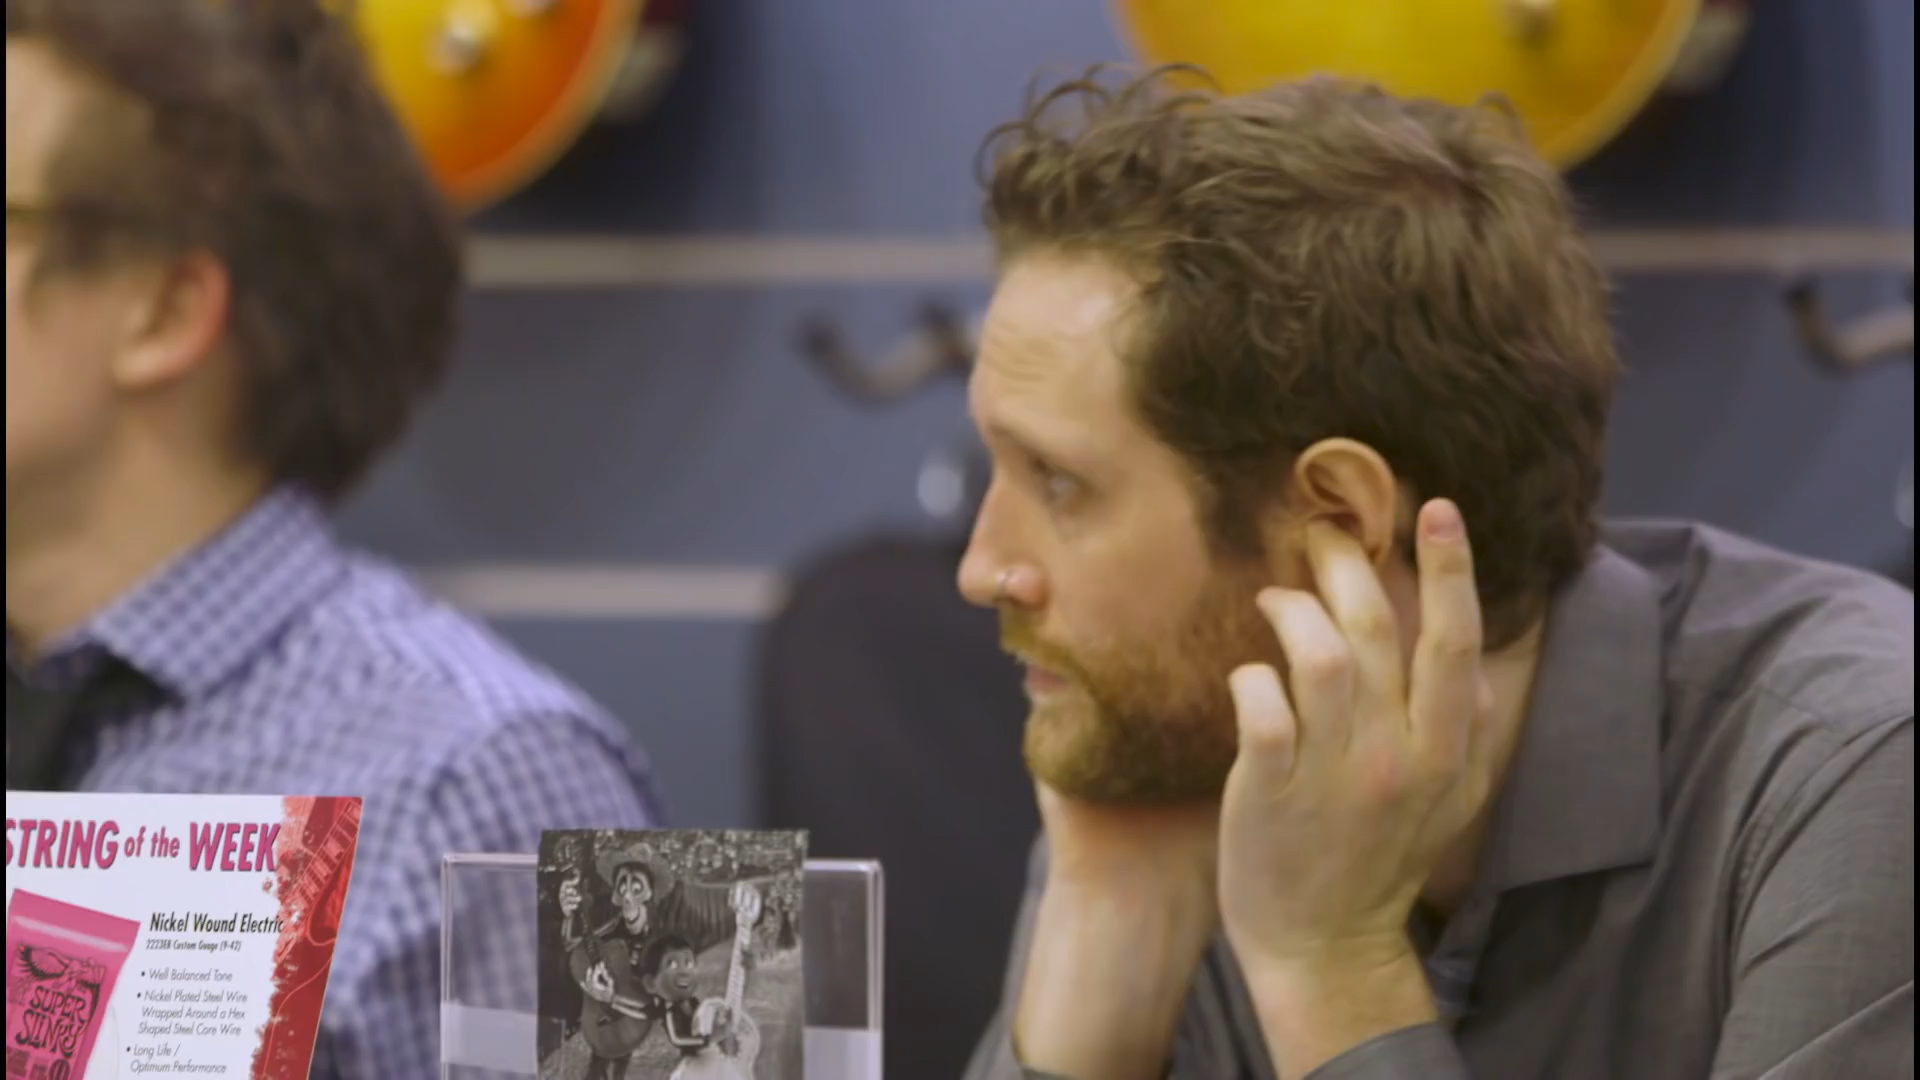 STRING of the WEEK
Nickel Wound Electric
2223EB Custom Gauge (9-42)
• Well Balanced Tone
• Nickel Plated Steel Wire
Wrapped Around a Hex
Shaped Steel Core Wire
• Long Life /
Optimum Performance
SUPER
SLINKY